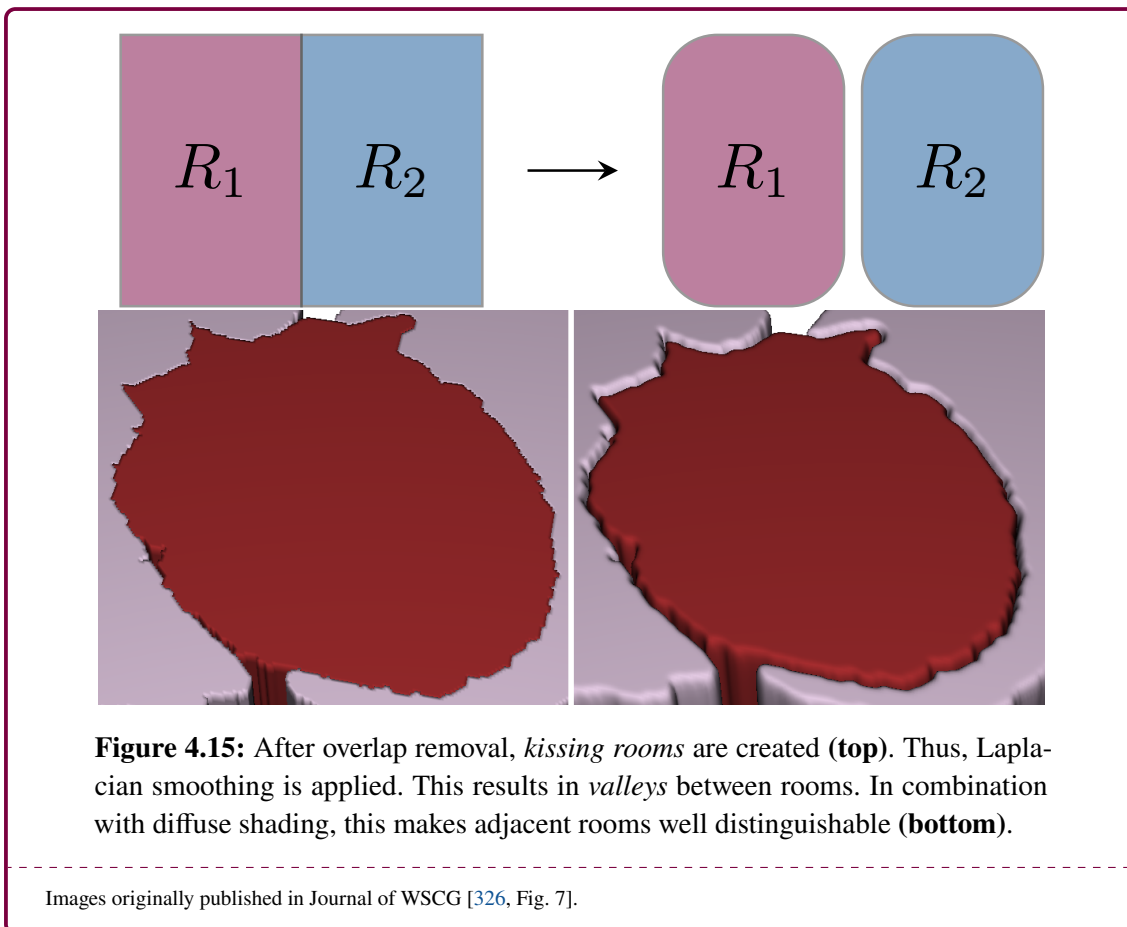 R1 R2 R1 R2
Figure 4.15: After overlap removal, kissing rooms are created (top). Thus, Lapla-
cian smoothing is applied. This results in valleys between rooms. In combination
with diffuse shading, this makes adjacent rooms well distinguishable (bottom).
Images originally published in Journal of WSCG [326, Fig. 7].